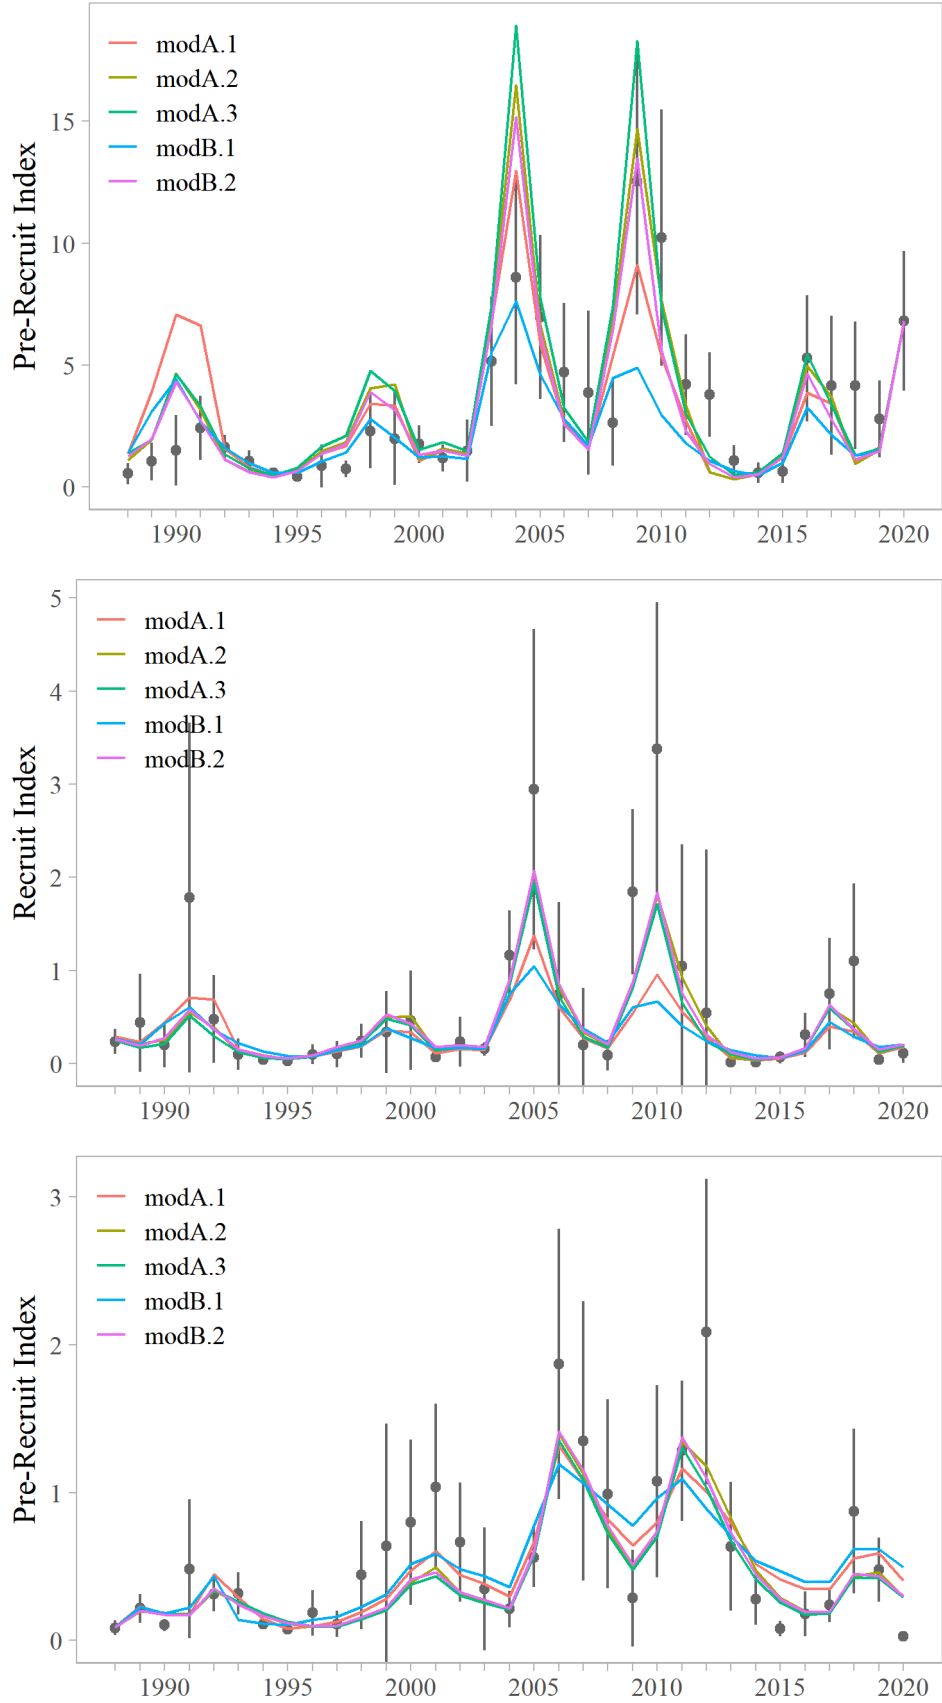 Pre-Recruit Index
modA.1
modA.2
modA.3
modB.1
modB.2
15
10
5
0
1990 1995 2000 2005 2010 2015 2020
Recruit Index
modA.1
modA.2
modA.3
modB.1
modB.2
5
4
3
2
1
0
1990 1995 2000 2005 2010 2015 2020
Pre-Recruit Index
modA.1
modA.2
modA.3
modB.1
modB.2
3
2
1
0
1990 1995 2000 2005 2010 2015 2020